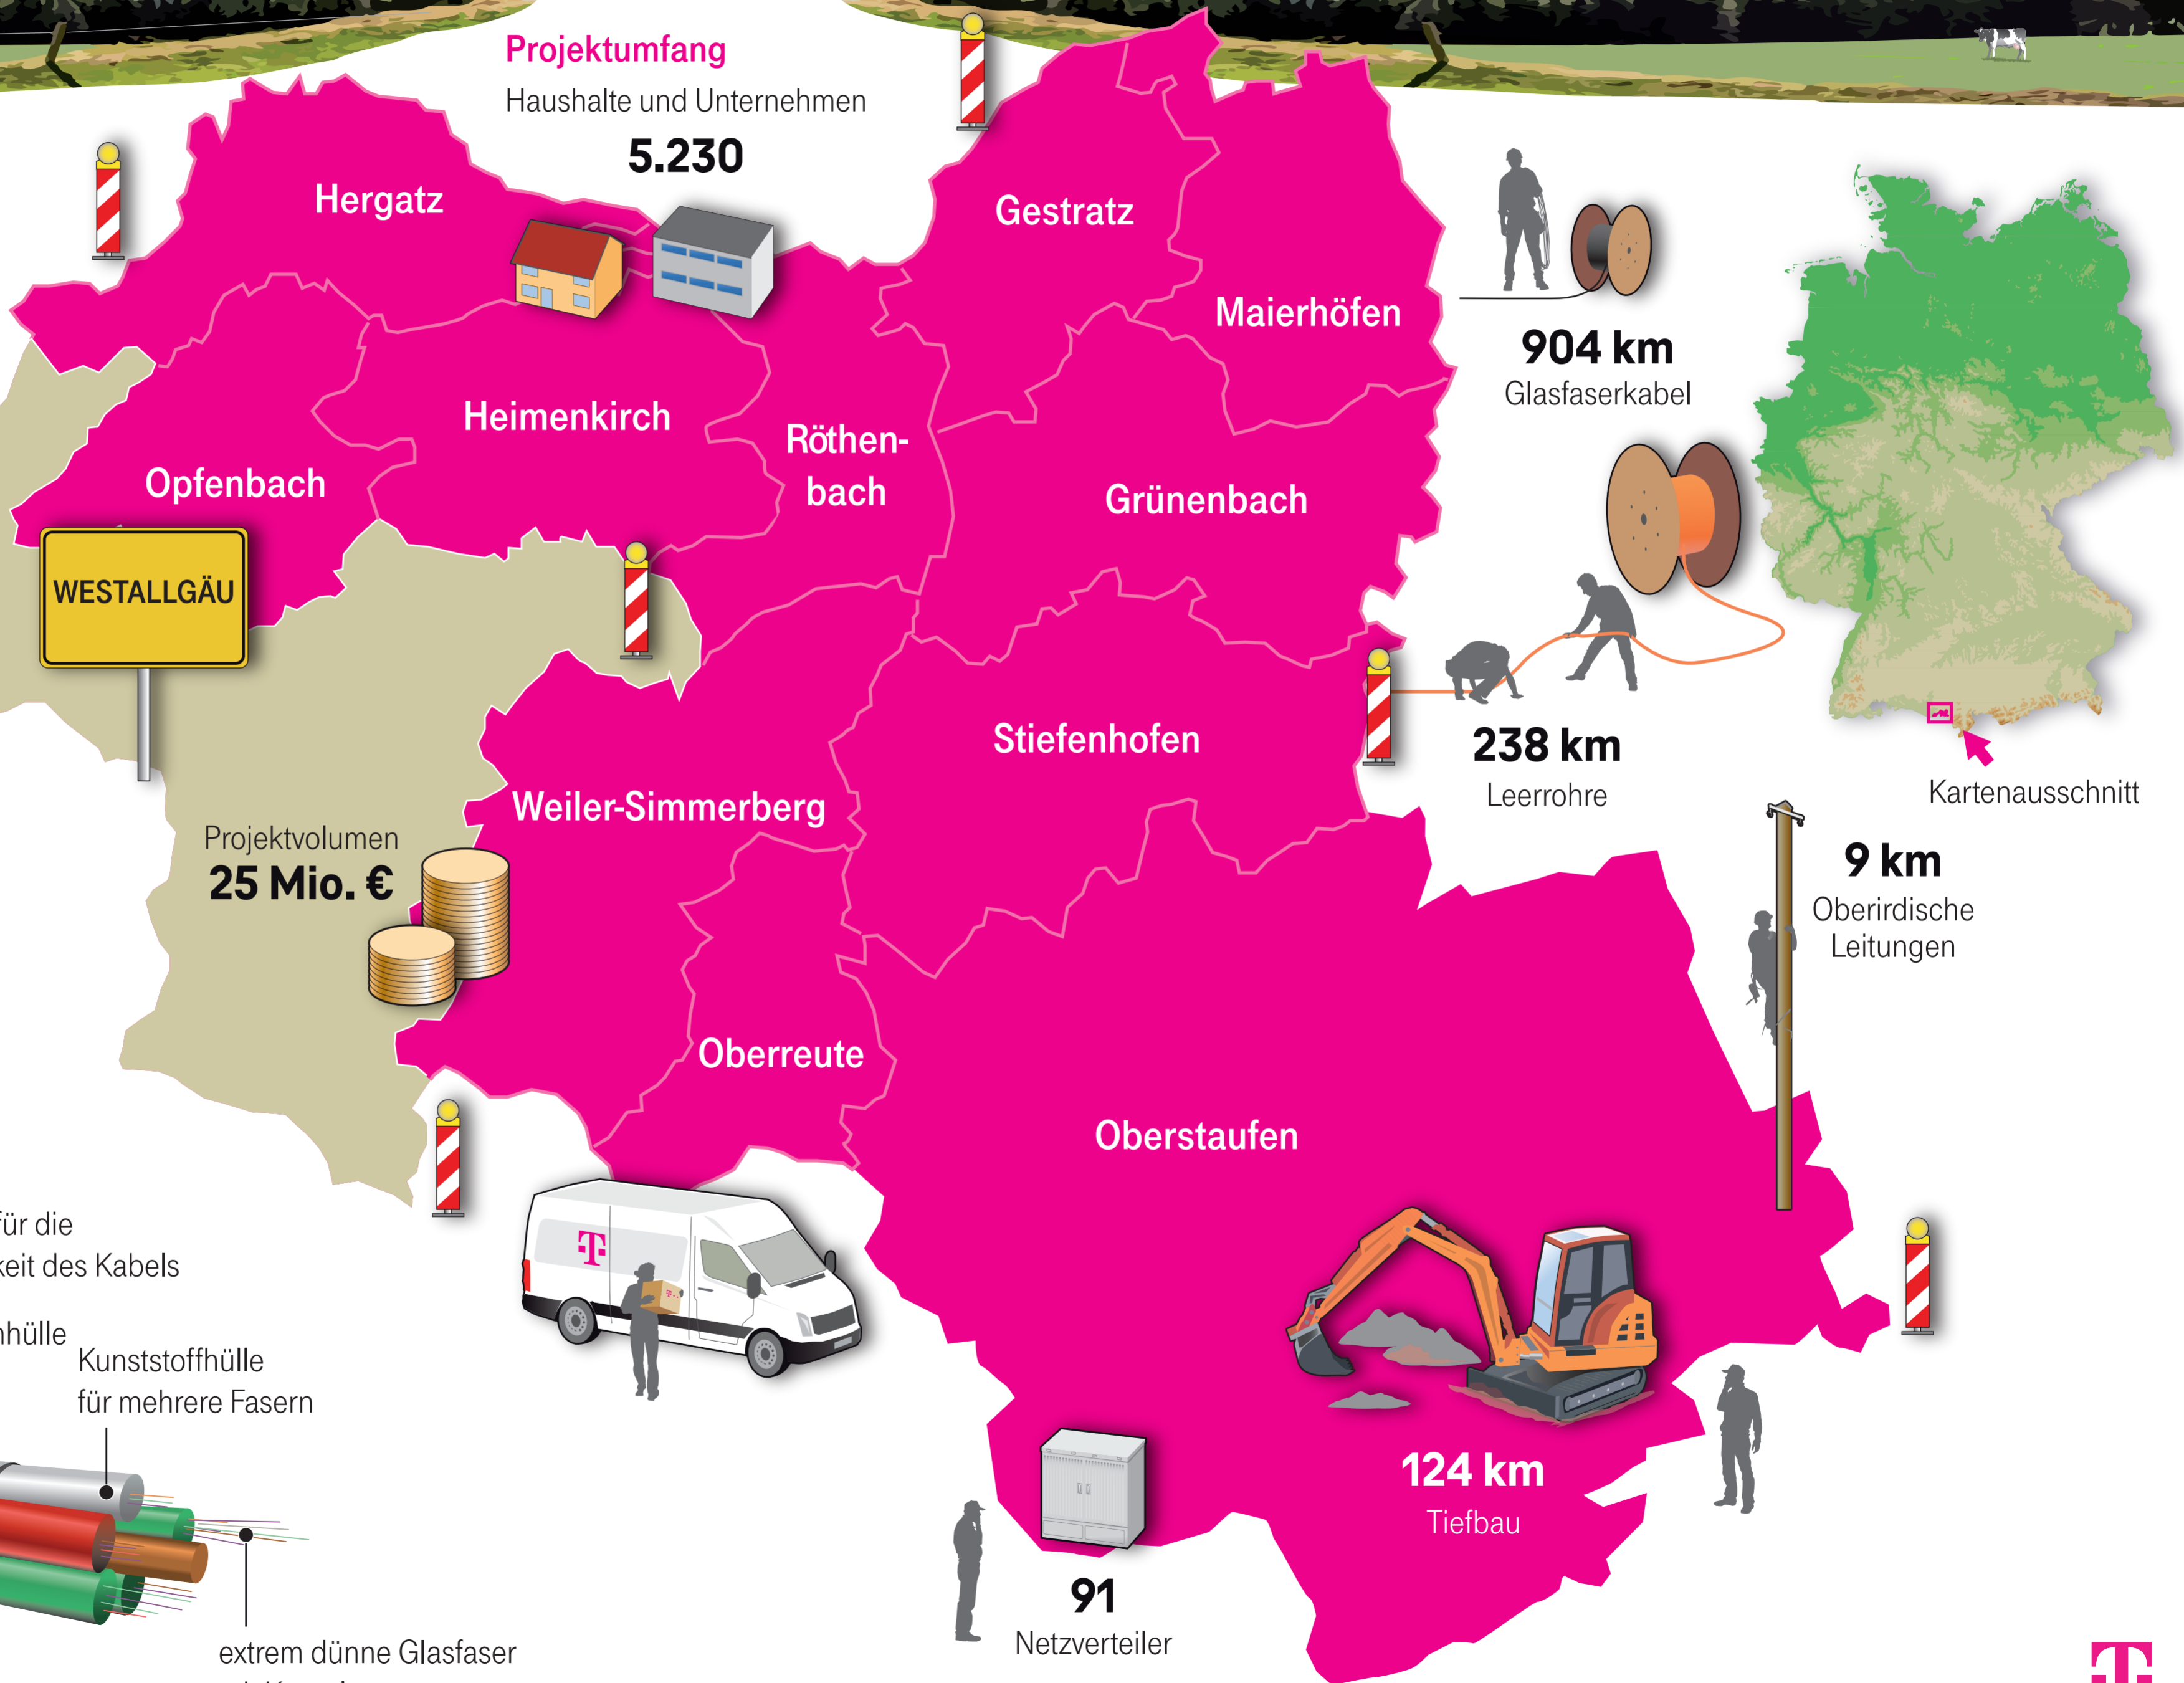 Projektumfang
Haushalte und Unternehmen
5.230
Hergatz
Gestratz
Maierhöfen
904 km
Glasfaserkabel
Heimenkirch
Röthen-
bach
Opfenbach
Grünenbach
WESTALLGÄU
Stiefenhofen
238 km
Leerrohre
Kartenausschnitt
Weiler-Simmerberg
Projektvolumen
25 Mio. €
9 km
Oberirdische
Leitungen
Oberreute
Oberstaufen
für die
keit des Kabels
hülle
Kunststoffhülle
für mehrere Fasern
T
124 km
Tiefbau
91
Netzverteiler
extrem dünne Glasfaser
T